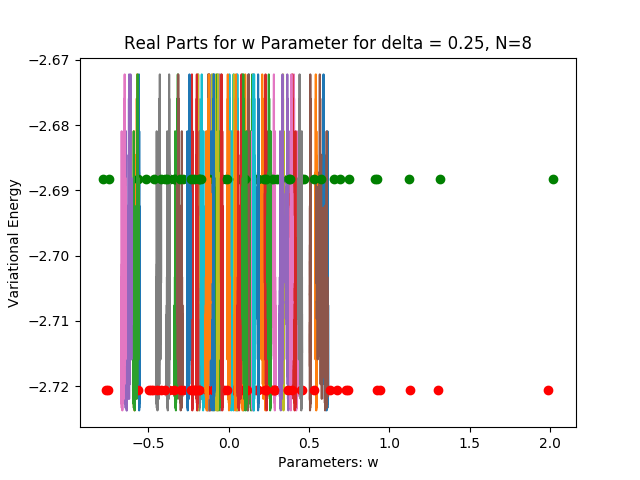 Real Parts for w Parameter for delta = 0.25, N=8
Variational Energy
−2.67
−2.68
−2.69
−2.70
−2.71
−2.72
−0.5 0.0 0.5 1.0 1.5 2.0
Parameters: w